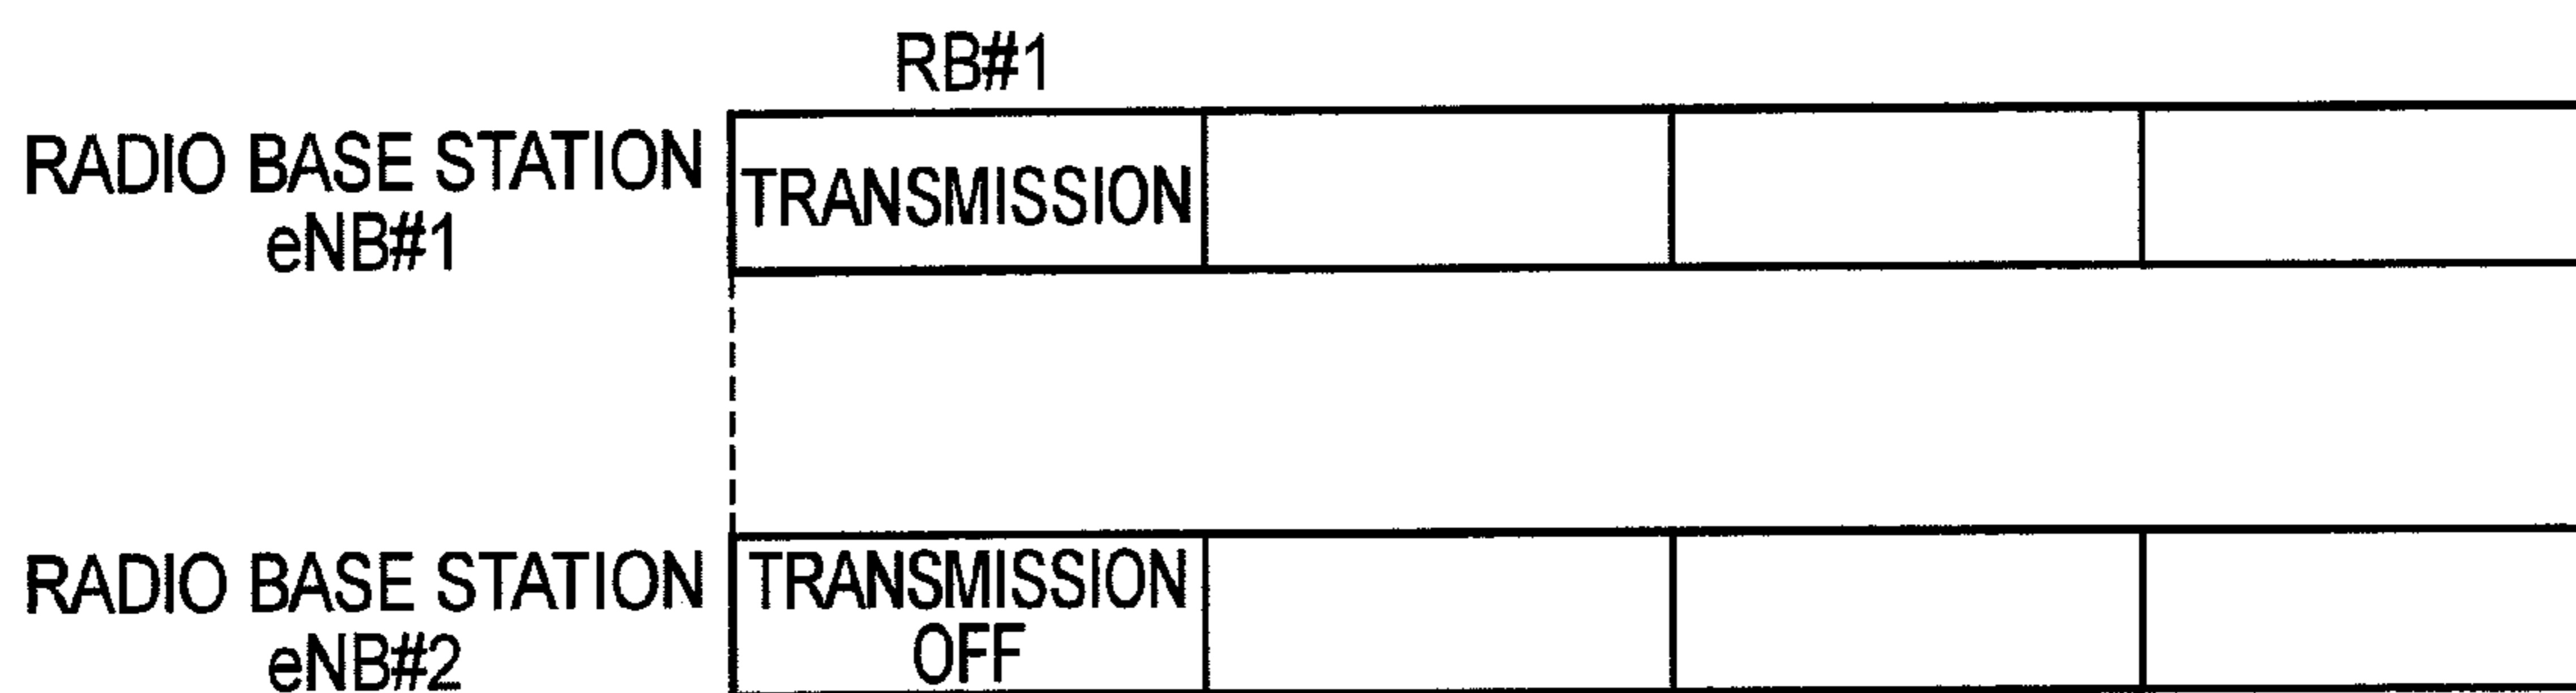 RB#1
RADIO BASE STATION
eNB#1
TRANSMISSION
RADIO BASE STATION
eNB#2
TRANSMISSION
OFF